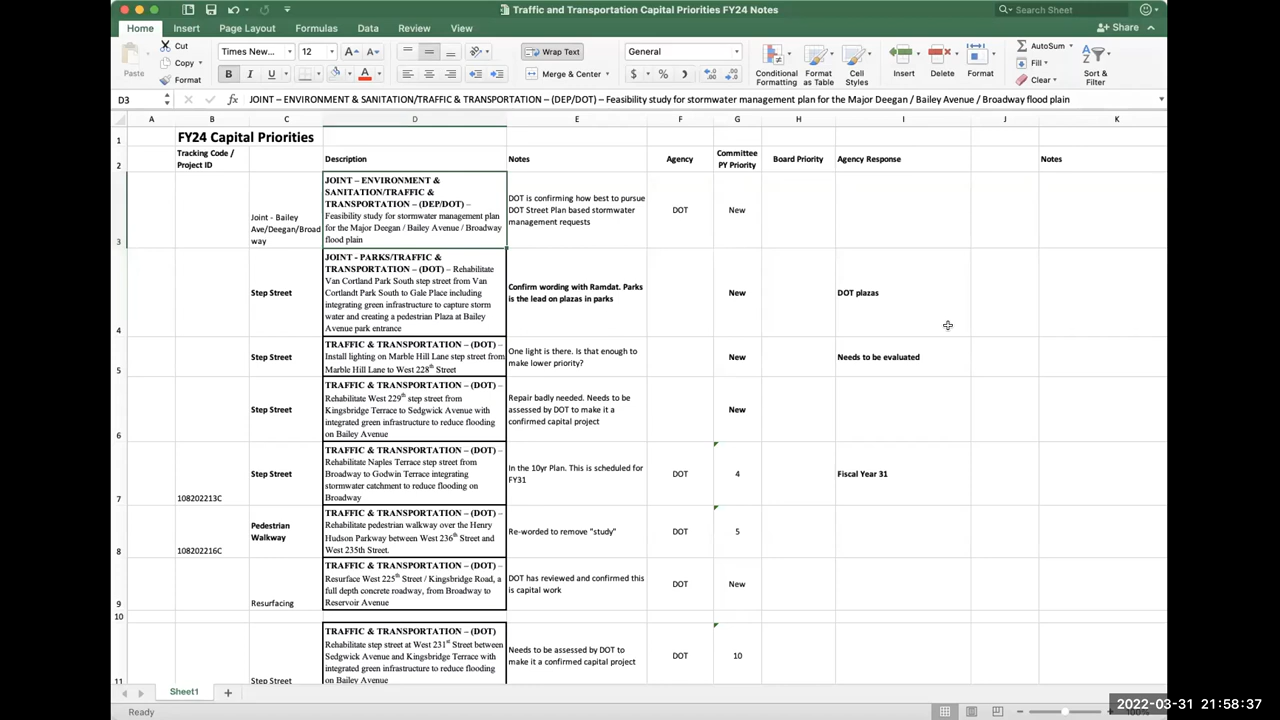 Traffic and Transportation Capital Priorities FY24 Notes
Search Sheet
Home Insert Page Layout Formulas Data Review View
Share
Paste
Cut
Copy
Format
Times New... 12
B I U
Wrap Text
Merge & Center
General
Conditional Formatting
Format as Table
Cell Styles
Insert
Delete
Format
AutoSum
Fill
Clear
Sort & Filter
D3
fx JOINT – ENVIRONMENT & SANITATION/TRAFFIC & TRANSPORTATION – (DEP/DOT) – Feasibility study for stormwater management plan for the Major Deegan / Bailey Avenue / Broadway flood plain
A B C D E F G H I J K
1 FY24 Capital Priorities
2 Tracking Code / Project ID
Description
Notes
Agency
Committee PY Priority
Board Priority
Agency Response
Notes
3
Joint - Bailey
Ave/Deegan/Broad
way
JOINT – ENVIRONMENT &
SANITATION/TRAFFIC &
TRANSPORTATION – (DEP/DOT) –
Feasibility study for stormwater management plan
for the Major Deegan / Bailey Avenue / Broadway
flood plain
DOT is confirming how best to pursue
DOT Street Plan based stormwater
management requests
DOT
New
4
Step Street
JOINT - PARKS/TRAFFIC &
TRANSPORTATION – (DOT) – Rehabilitate
Van Cortland Park South step street from Van
Cortlandt Park South to Gale Place including
integrating green infrastructure to capture storm
water and creating a pedestrian Plaza at Bailey
Avenue park entrance
Confirm wording with Ramdat. Parks
is the lead on plazas in parks
New
DOT plazas
5
Step Street
TRAFFIC & TRANSPORTATION – (DOT) –
Install lighting on Marble Hill Lane step street from
Marble Hill Lane to West 228th Street
One light is there. Is that enough to
make lower priority?
New
Needs to be evaluated
6
Step Street
TRAFFIC & TRANSPORTATION – (DOT) –
Rehabilitate West 229th step street from
Kingsbridge Terrace to Sedgwick Avenue with
integrated green infrastructure to reduce flooding
on Bailey Avenue
Repair badly needed. Needs to be
assessed by DOT to make it a
confirmed capital project
New
7
108202213C
Step Street
TRAFFIC & TRANSPORTATION – (DOT) –
Rehabilitate Naples Terrace step street from
Broadway to Godwin Terrace integrating
stormwater catchment to reduce flooding on
Broadway
In the 10yr Plan. This is scheduled for
FY31
DOT
4
Fiscal Year 31
8
108202216C
Pedestrian
Walkway
TRAFFIC & TRANSPORTATION – (DOT) –
Rehabilitate pedestrian walkway over the Henry
Hudson Parkway between West 236th Street and
West 235th Street.
Re-worded to remove "study"
DOT
5
9
Resurfacing
TRAFFIC & TRANSPORTATION – (DOT) –
Resurface West 225th Street / Kingsbridge Road, a
full depth concrete roadway, from Broadway to
Reservoir Avenue
DOT has reviewed and confirmed this
is capital work
DOT
New
10
11
Step Street
TRAFFIC & TRANSPORTATION – (DOT)
Rehabilitate step street at West 231st Street between
Sedgwick Avenue and Kingsbridge Terrace with
integrated green infrastructure to reduce flooding
on Bailey Avenue
Needs to be assessed by DOT to
make it a confirmed capital project
DOT
10
Sheet1
Ready
2022-03-31 21:58:37